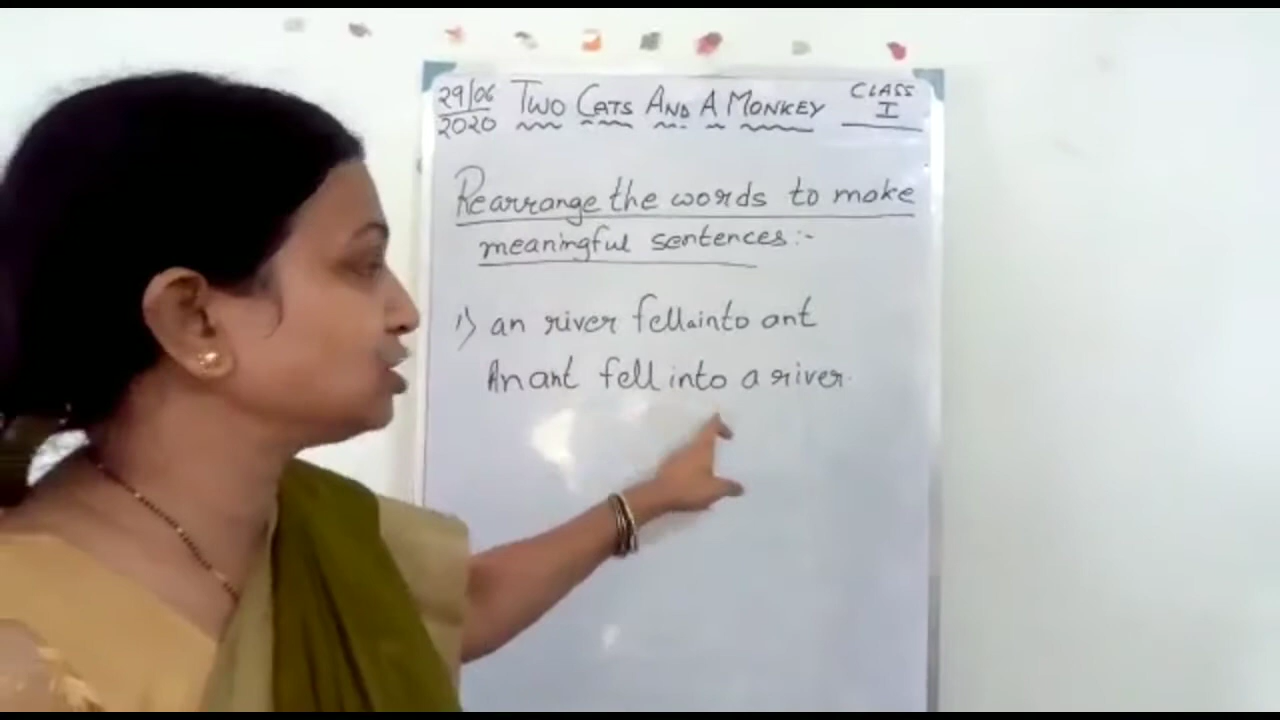 29/06
2020
TWO CATS AND A MONKEY
CLASS
I
Rearrange the words to make
meaningful sentences:-
1) an river fell a into ant
An ant fell into a river.